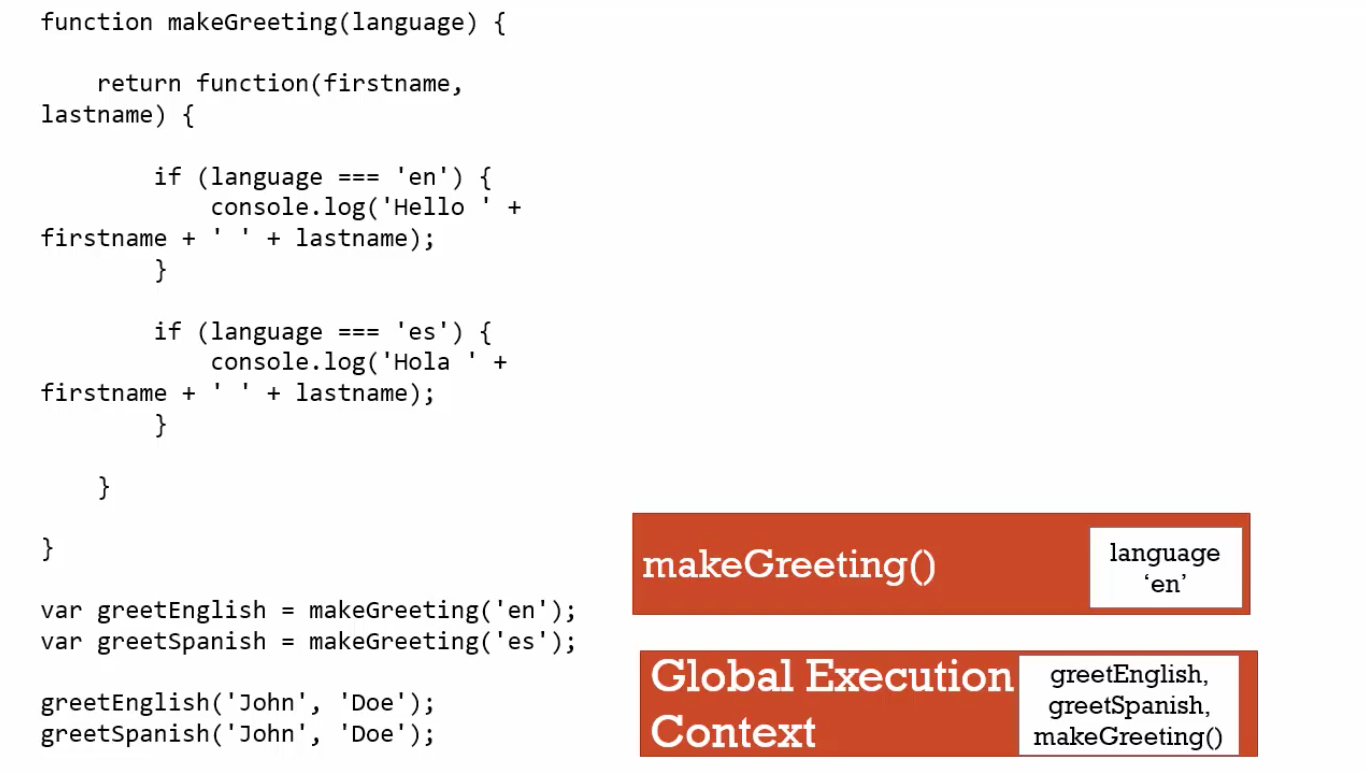 function makeGreeting(language) {
    return function(firstname,
lastname) {
        if (language === 'en') {
            console.log('Hello ' +
firstname + ' ' + lastname);
        }
        if (language === 'es') {
            console.log('Hola ' +
firstname + ' ' + lastname);
        }
    }
}
var greetEnglish = makeGreeting('en');
var greetSpanish = makeGreeting('es');
greetEnglish('John', 'Doe');
greetSpanish('John', 'Doe');
makeGreeting()
language
‘en’
Global Execution
Context
greetEnglish,
greetSpanish,
makeGreeting()